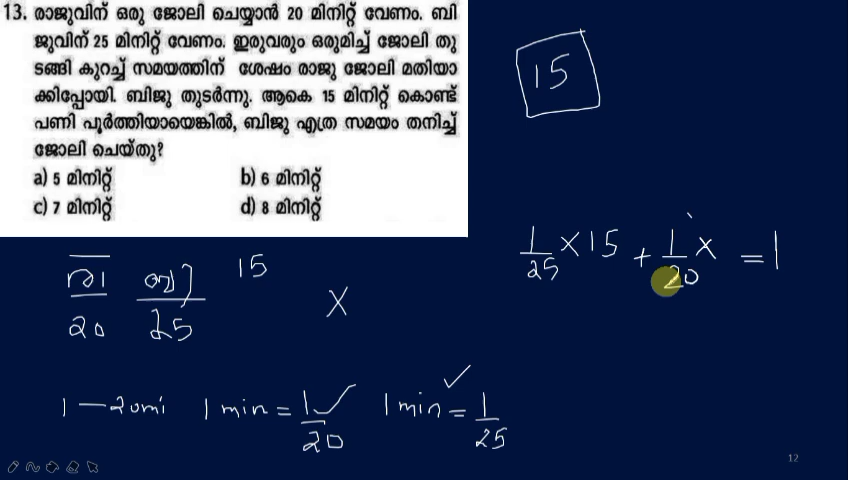 13. രാജുവിന് ഒരു ജോലി ചെയ്യാൻ 20 മിനിറ്റ് വേണം. ബി
ജുവിന് 25 മിനിറ്റ് വേണം. ഇരുവരും ഒരുമിച്ച് ജോലി തു
ടങ്ങി കുറച്ച് സമയത്തിന് ശേഷം രാജു ജോലി മതിയാ
ക്കിപ്പോയി. ബിജു തുടർന്നു. ആകെ 15 മിനിറ്റ് കൊണ്ട്
പണി പൂർത്തിയായെങ്കിൽ, ബിജു എത്ര സമയം തനിച്ച്
ജോലി ചെയ്തു?
a) 5 മിനിറ്റ് b) 6 മിനിറ്റ്
c) 7 മിനിറ്റ് d) 8 മിനിറ്റ്
15
1/25 × 15 + 1/20 x = 1
രാ/20 ബി/25 15
x
1 — 20mi 1 min = 1/20 1 min = 1/25
12